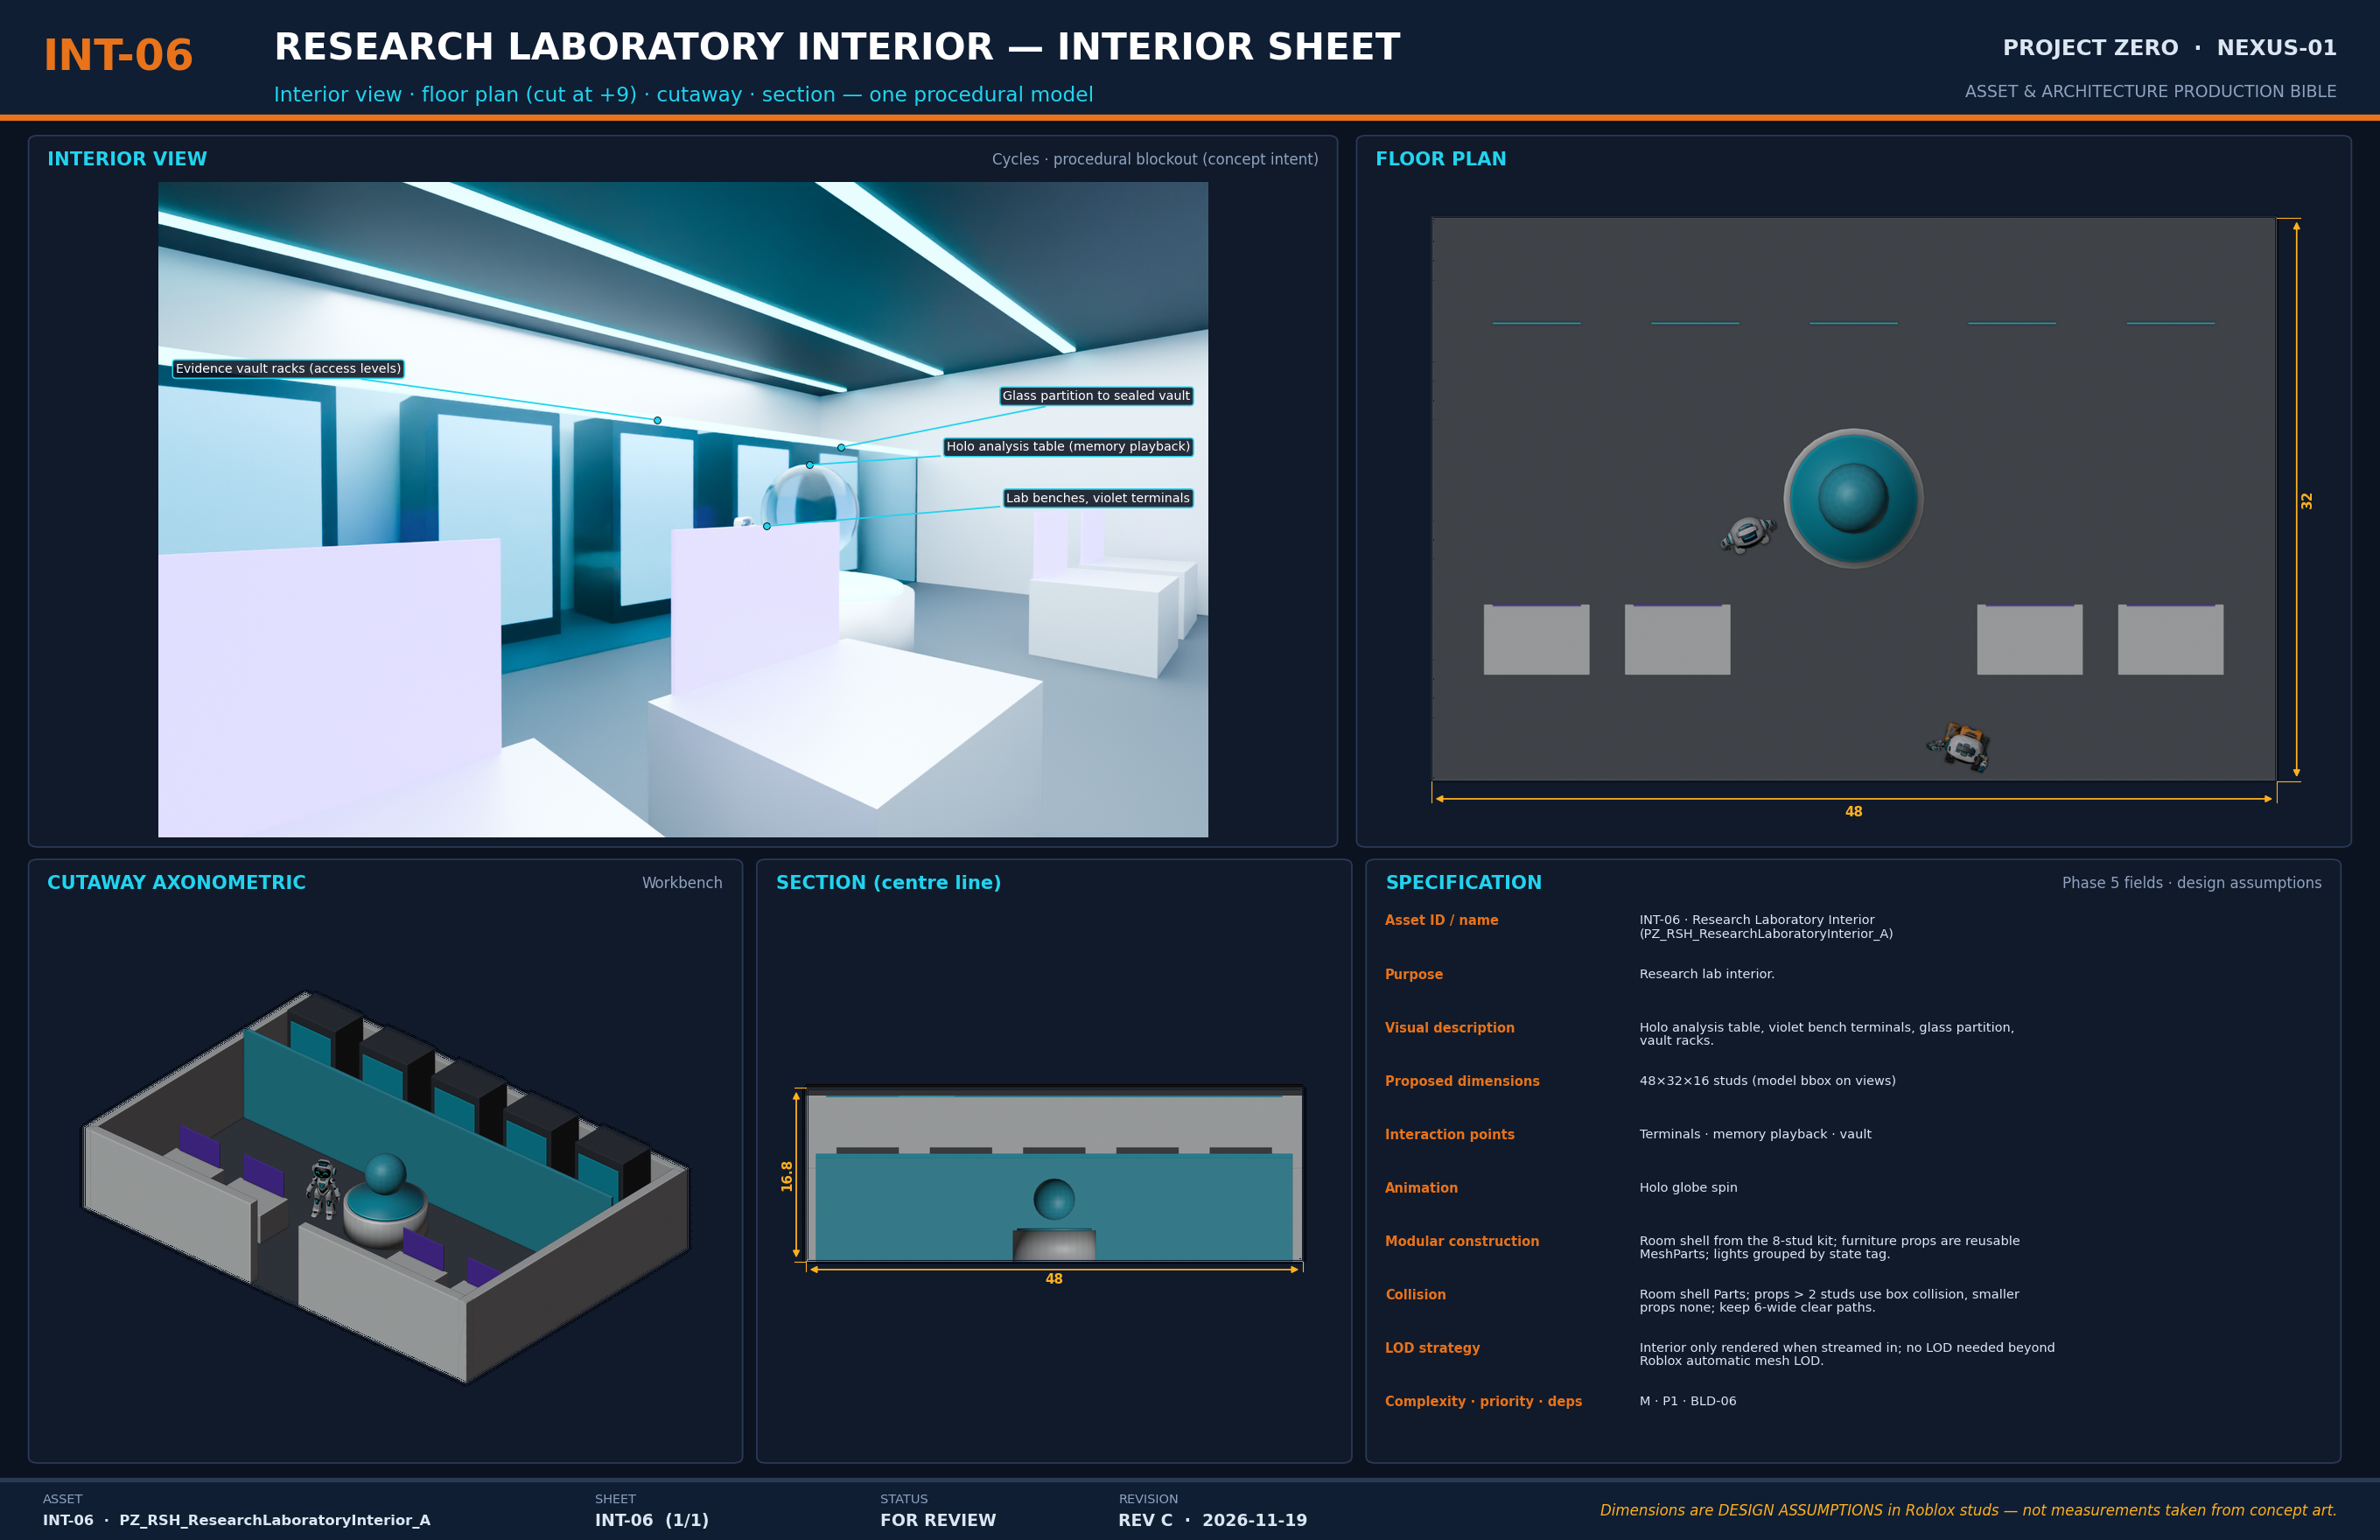 INT-06
RESEARCH LABORATORY INTERIOR — INTERIOR SHEET
Interior view · floor plan (cut at +9) · cutaway · section — one procedural model
PROJECT ZERO · NEXUS-01
ASSET & ARCHITECTURE PRODUCTION BIBLE
INTERIOR VIEW
Cycles · procedural blockout (concept intent)
Evidence vault racks (access levels)
Glass partition to sealed vault
Holo analysis table (memory playback)
Lab benches, violet terminals
FLOOR PLAN
32
48
CUTAWAY AXONOMETRIC
Workbench
SECTION (centre line)
16.8
48
SPECIFICATION
Phase 5 fields · design assumptions
Asset ID / name
INT-06 · Research Laboratory Interior
(PZ_RSH_ResearchLaboratoryInterior_A)
Purpose
Research lab interior.
Visual description
Holo analysis table, violet bench terminals, glass partition,
vault racks.
Proposed dimensions
48×32×16 studs (model bbox on views)
Interaction points
Terminals · memory playback · vault
Animation
Holo globe spin
Modular construction
Room shell from the 8-stud kit; furniture props are reusable
MeshParts; lights grouped by state tag.
Collision
Room shell Parts; props > 2 studs use box collision, smaller
props none; keep 6-wide clear paths.
LOD strategy
Interior only rendered when streamed in; no LOD needed beyond
Roblox automatic mesh LOD.
Complexity · priority · deps
M · P1 · BLD-06
ASSET
INT-06 · PZ_RSH_ResearchLaboratoryInterior_A
SHEET
INT-06 (1/1)
STATUS
FOR REVIEW
REVISION
REV C · 2026-11-19
Dimensions are DESIGN ASSUMPTIONS in Roblox studs — not measurements taken from concept art.